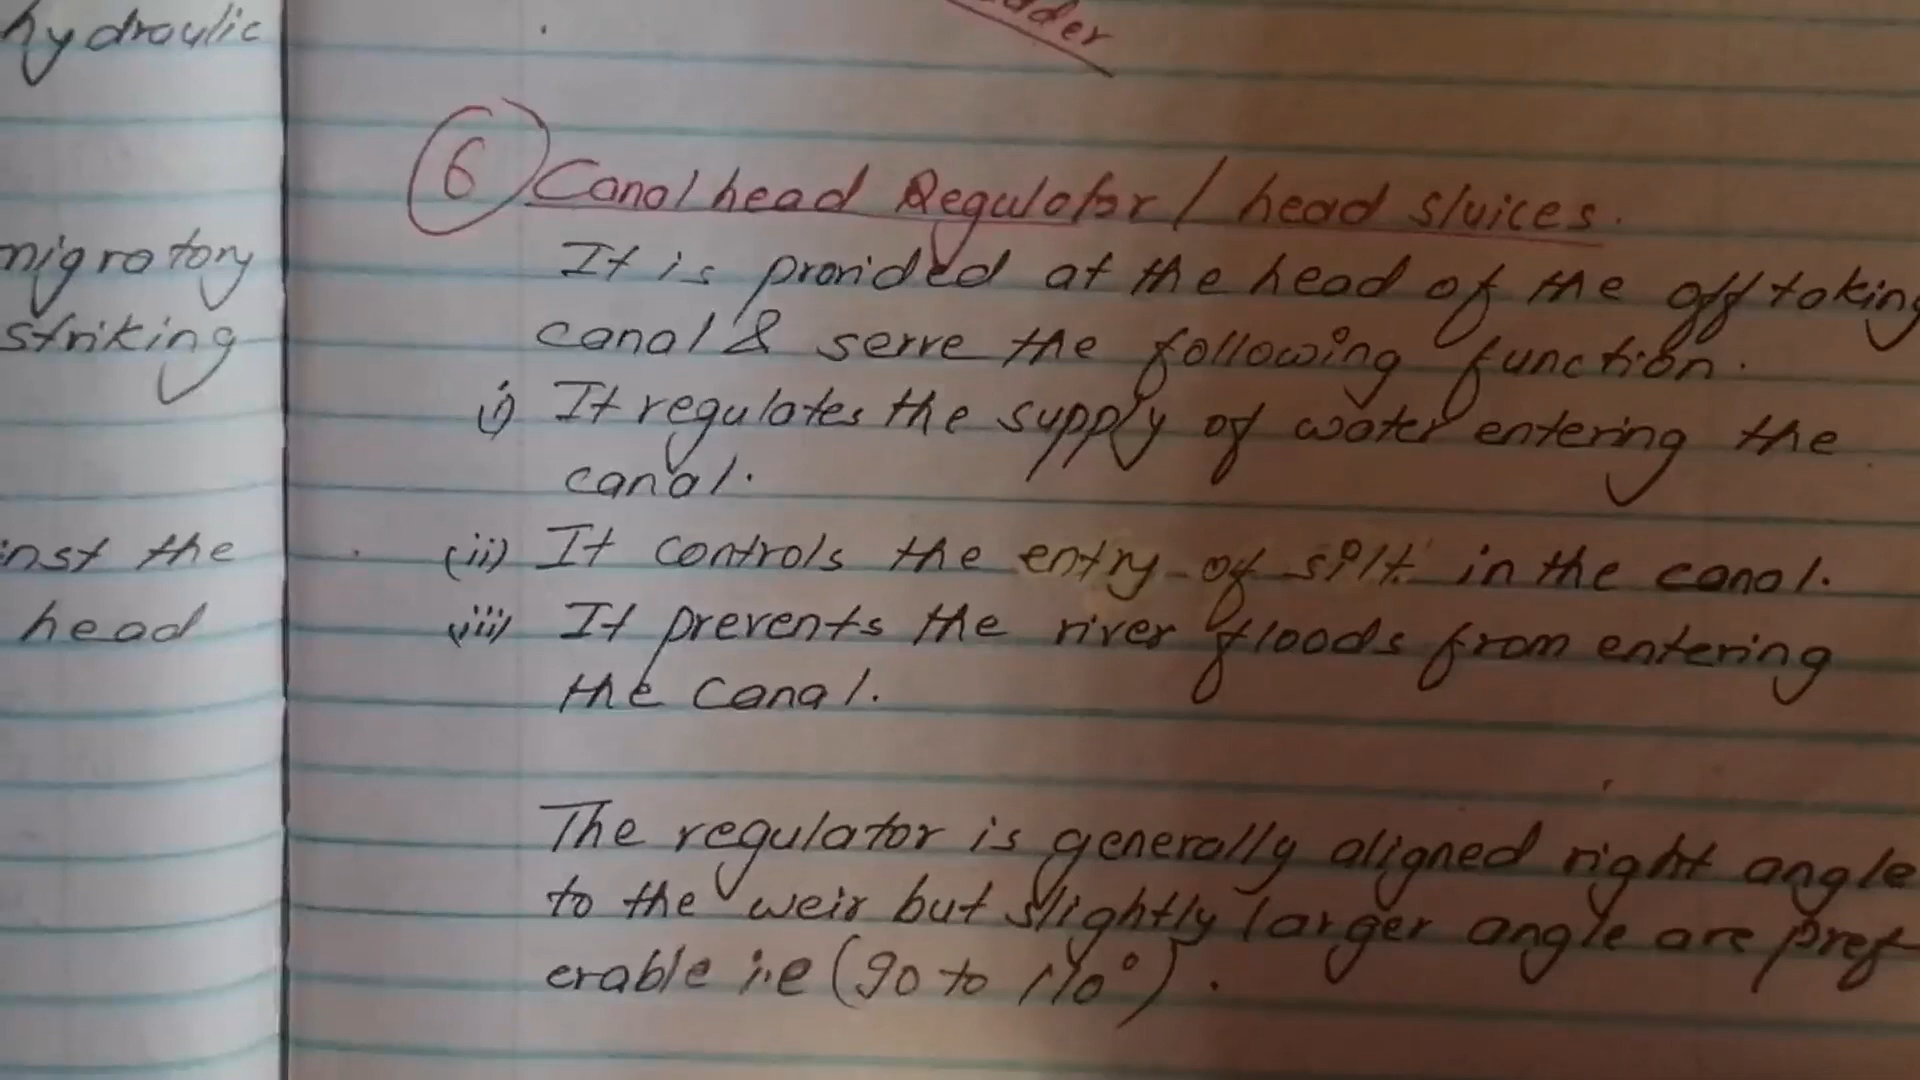 hydraulic
migratory
striking
inst the
head
6 Canal head Regulator / head sluices.
It is provided at the head of the off taking
canal & serve the following function.
i) It regulates the supply of water entering the
canal.
(ii) It controls the entry of silt in the canal.
(iii) It prevents the river floods from entering
the canal.
The regulator is generally aligned right angle
to the weir but slightly larger angle are pref
erable i.e (90 to 110°).